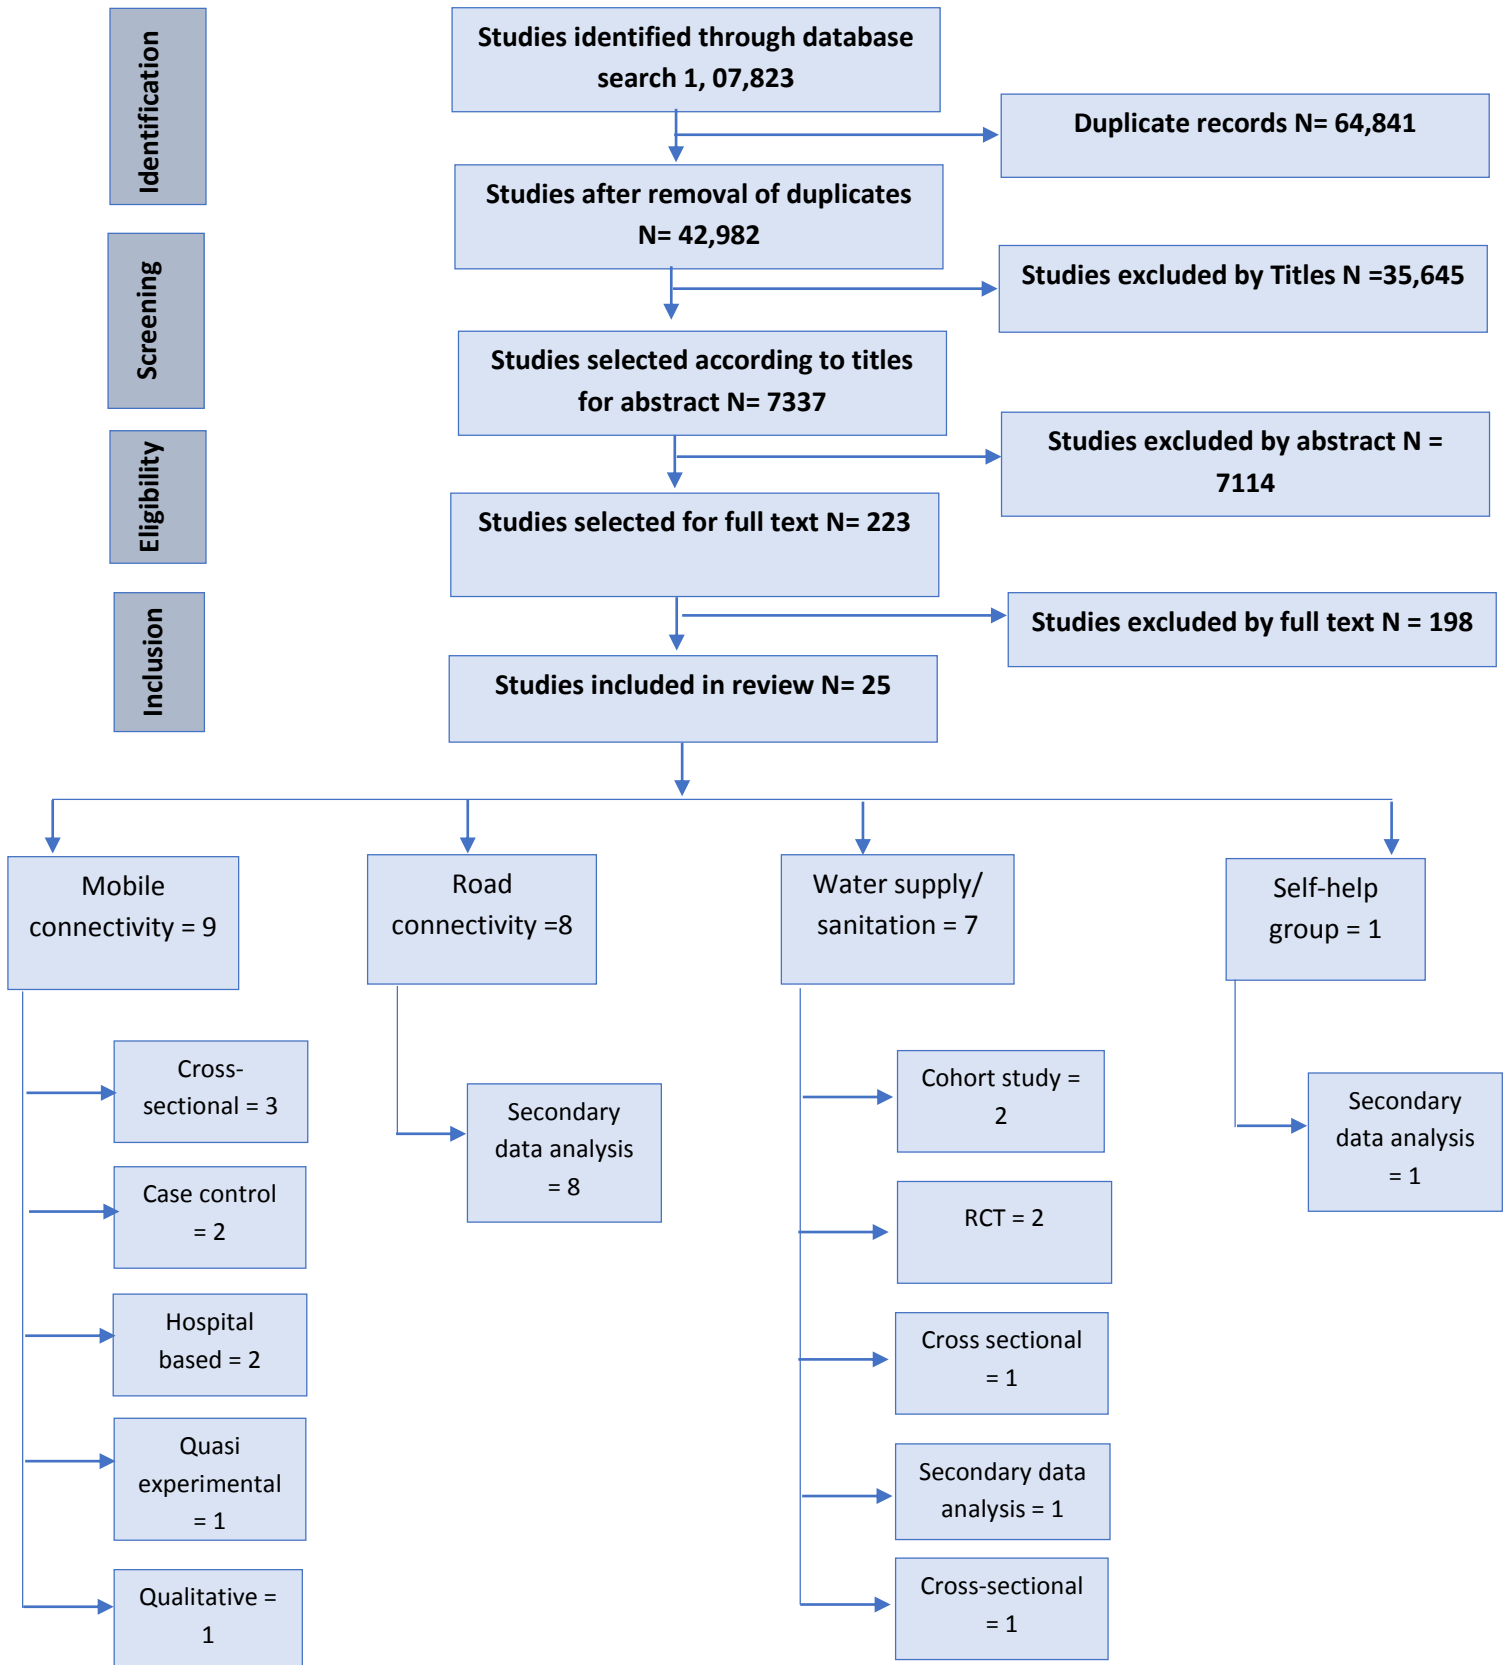 Identification
Studies identified through database
search 1, 07,823
Duplicate records N= 64,841
Studies after removal of duplicates
N= 42,982
Screening
Studies excluded by Titles N =35,645
Studies selected according to titles
for abstract N= 7337
Eligibility
Studies excluded by abstract N =
7114
Studies selected for full text N= 223
Inclusion
Studies excluded by full text N = 198
Studies included in review N= 25
Mobile
connectivity = 9
Road
connectivity =8
Water supply/
sanitation = 7
Self-help
group = 1
Cross-
sectional = 3
Case control
= 2
Hospital
based = 2
Quasi
experimental
= 1
Qualitative =
1
Secondary
data analysis
= 8
Cohort study =
2
RCT = 2
Cross sectional
= 1
Secondary data
analysis = 1
Cross-sectional
= 1
Secondary
data analysis
= 1